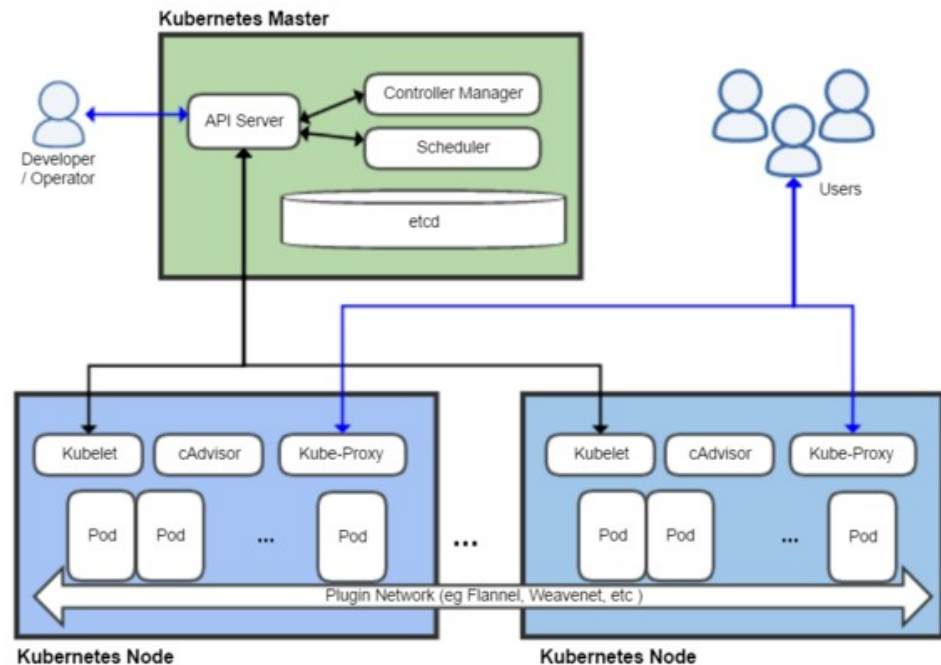 Kubernetes Master
API Server
Controller Manager
Scheduler
etcd
Developer
/ Operator
Users
Kubelet
cAdvisor
Kube-Proxy
Pod
Pod
...
Pod
...
Kubelet
cAdvisor
Kube-Proxy
Pod
Pod
...
Pod
Plugin Network (eg Flannel, Weavenet, etc )
Kubernetes Node
Kubernetes Node